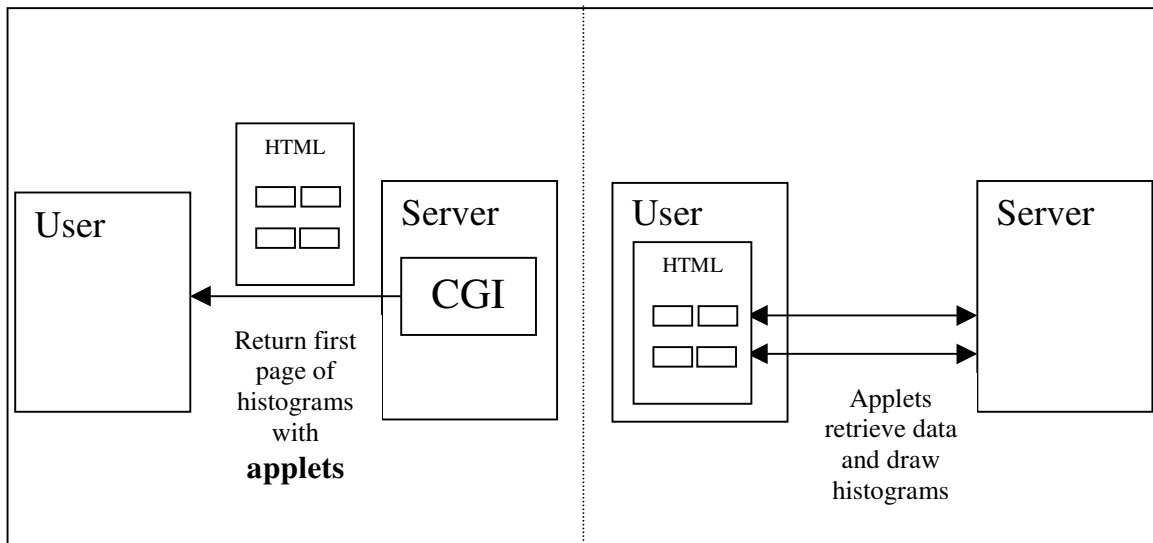 HTML
User
Server
CGI
Return first
page of
histograms
with
applets
User
HTML
Server
Applets
retrieve data
and draw
histograms